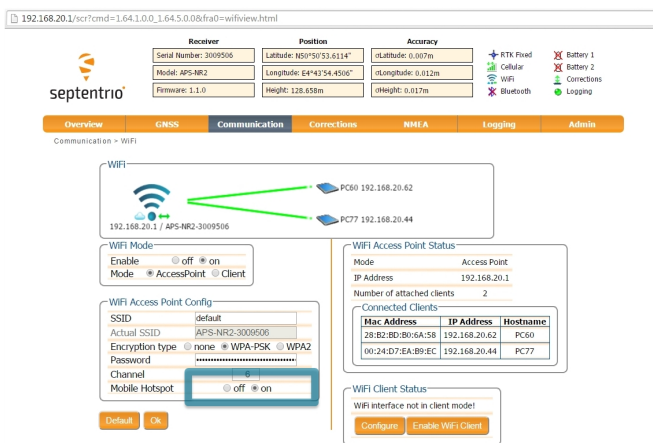 192.168.20.1/scr?cmd=1.64.1.0.0_1.64.5.0.0&fra0=wifiview.html
Receiver Position Accuracy
Serial Number: 3009506 Latitude: N50°50'53.6114" σLatitude: 0.007m RTK Fixed Battery 1
Cellular Battery 2
Model: APS-NR2 Longitude: E4°43'54.4506" σLongitude: 0.012m WiFi Corrections
septentrio Firmware: 1.1.0 Height: 128.658m σHeight: 0.017m Bluetooth Logging
Overview GNSS Communication Corrections NMEA Logging Admin
Communication > WiFi
WiFi
PC60 192.168.20.62
PC77 192.168.20.44
192.168.20.1 / APS-NR2-3009506
WiFi Mode
Enable off on
Mode AccessPoint Client
WiFi Access Point Config
SSID default
Actual SSID APS-NR2-3009506
Encryption type none WPA-PSK WPA2
Password
Channel 6
Mobile Hotspot off on
Default Ok
WiFi Access Point Status
Mode Access Point
IP Address 192.168.20.1
Number of attached clients 2
Connected Clients
Mac Address IP Address Hostname
28:B2:BD:B0:6A:58 192.168.20.62 PC60
00:24:D7:EA:B9:EC 192.168.20.44 PC77
WiFi Client Status
WiFi interface not in client mode!
Configure Enable WiFi Client